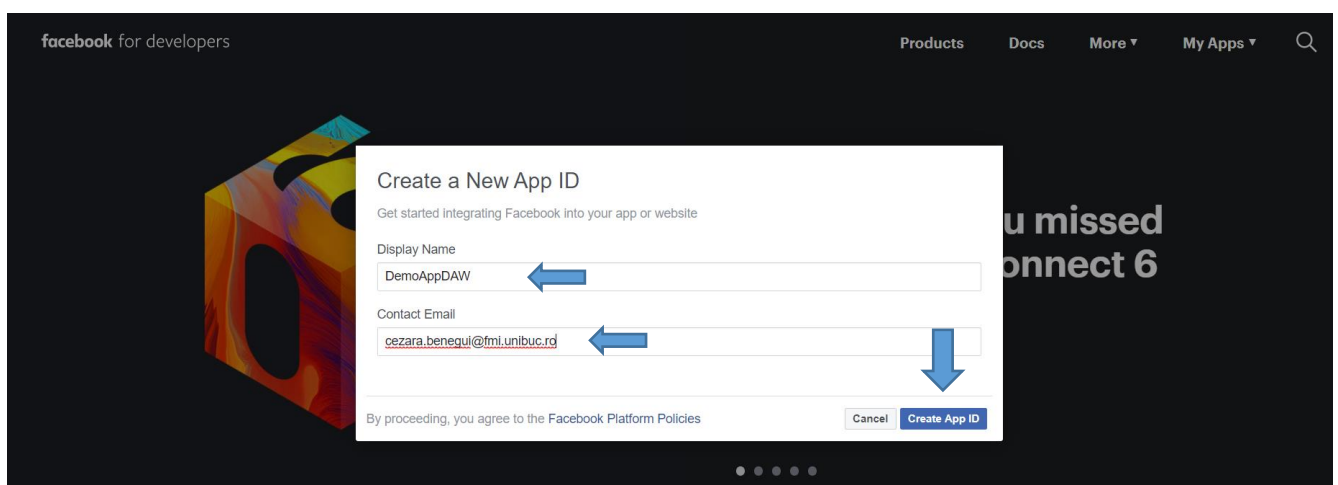 facebook for developers Products Docs More ▾ My Apps ▾
Create a New App ID
Get started integrating Facebook into your app or website
u missed
Display Name
DemoAppDAW
onnect 6
Contact Email
cezara.benegui@fmi.unibuc.ro
By proceeding, you agree to the Facebook Platform Policies Cancel Create App ID